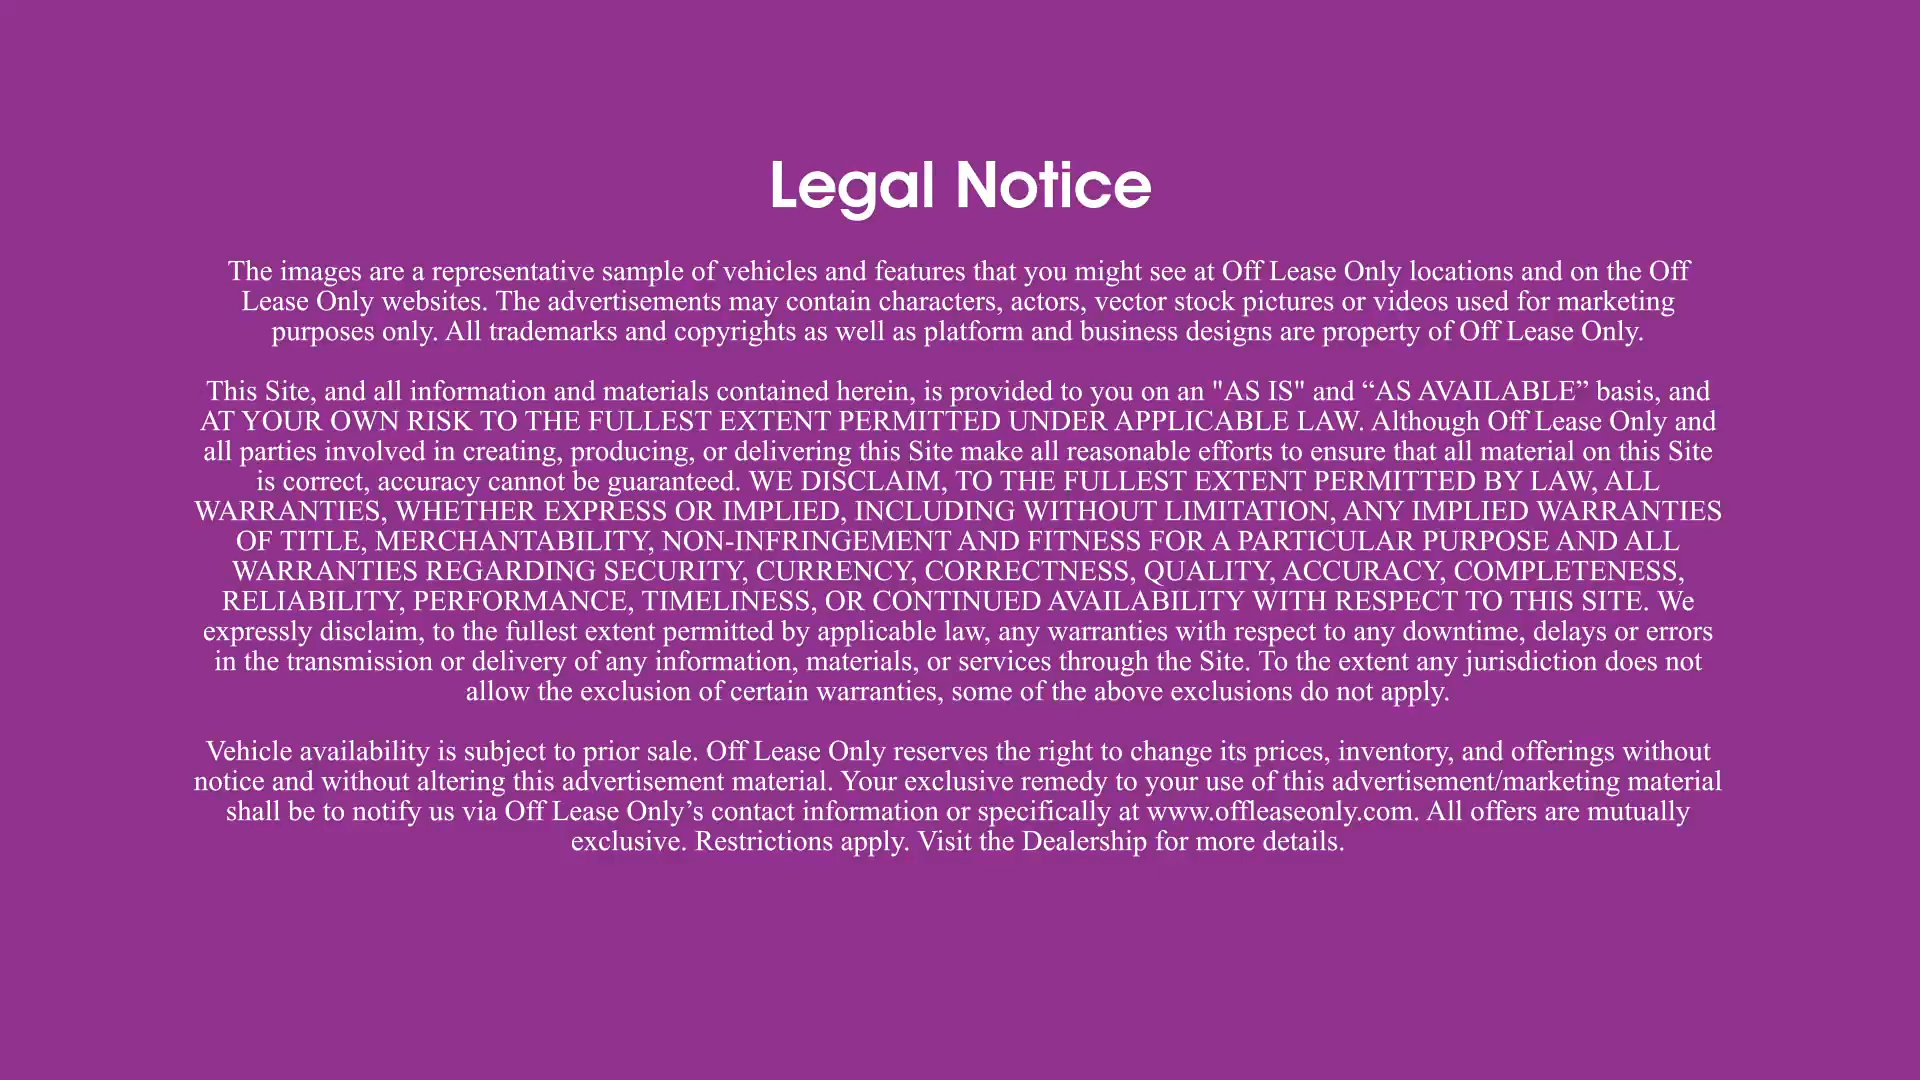 Legal Notice
The images are a representative sample of vehicles and features that you might see at Off Lease Only locations and on the Off
Lease Only websites. The advertisements may contain characters, actors, vector stock pictures or videos used for marketing
purposes only. All trademarks and copyrights as well as platform and business designs are property of Off Lease Only.
This Site, and all information and materials contained herein, is provided to you on an "AS IS" and “AS AVAILABLE” basis, and
AT YOUR OWN RISK TO THE FULLEST EXTENT PERMITTED UNDER APPLICABLE LAW. Although Off Lease Only and
all parties involved in creating, producing, or delivering this Site make all reasonable efforts to ensure that all material on this Site
is correct, accuracy cannot be guaranteed. WE DISCLAIM, TO THE FULLEST EXTENT PERMITTED BY LAW, ALL
WARRANTIES, WHETHER EXPRESS OR IMPLIED, INCLUDING WITHOUT LIMITATION, ANY IMPLIED WARRANTIES
OF TITLE, MERCHANTABILITY, NON-INFRINGEMENT AND FITNESS FOR A PARTICULAR PURPOSE AND ALL
WARRANTIES REGARDING SECURITY, CURRENCY, CORRECTNESS, QUALITY, ACCURACY, COMPLETENESS,
RELIABILITY, PERFORMANCE, TIMELINESS, OR CONTINUED AVAILABILITY WITH RESPECT TO THIS SITE. We
expressly disclaim, to the fullest extent permitted by applicable law, any warranties with respect to any downtime, delays or errors
in the transmission or delivery of any information, materials, or services through the Site. To the extent any jurisdiction does not
allow the exclusion of certain warranties, some of the above exclusions do not apply.
Vehicle availability is subject to prior sale. Off Lease Only reserves the right to change its prices, inventory, and offerings without
notice and without altering this advertisement material. Your exclusive remedy to your use of this advertisement/marketing material
shall be to notify us via Off Lease Only’s contact information or specifically at www.offleaseonly.com. All offers are mutually
exclusive. Restrictions apply. Visit the Dealership for more details.